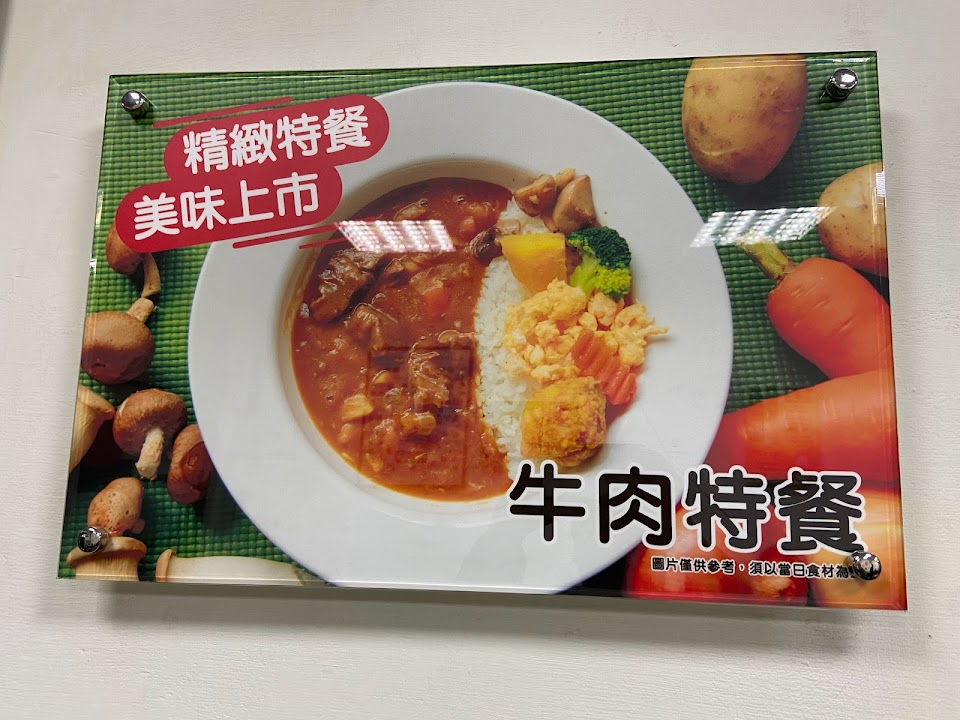 精緻特餐
美味上市
牛肉特餐
圖片僅供參考，須以當日食材為